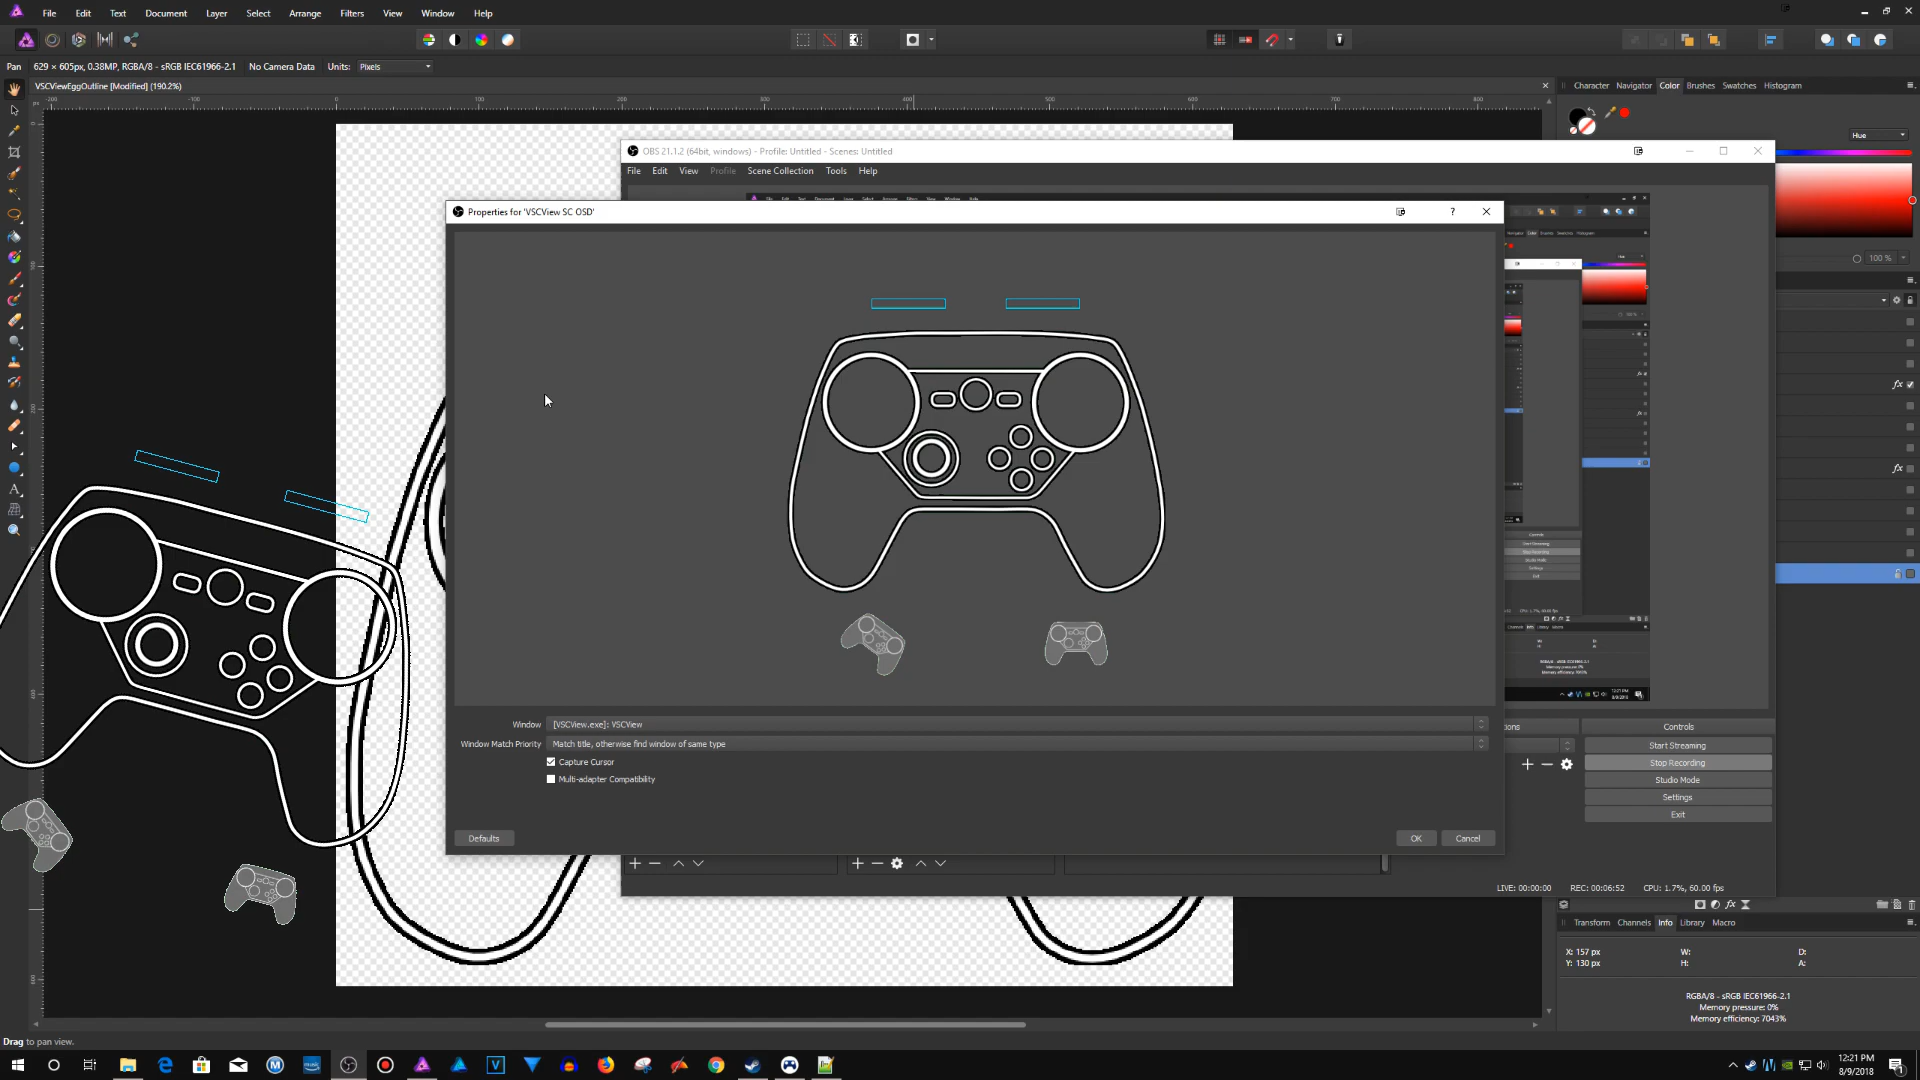 File Edit Text Document Layer Select Arrange Filters View Window Help
Pan 629 × 605px, 0.38MP, RGBA/8 - sRGB IEC61966-2.1 No Camera Data Units: Pixels
VSCViewEggOutline [Modified] (190.2%)
Character Navigator Color Brushes Swatches Histogram
Hue
100 %
OBS 21.1.2 (64bit, windows) - Profile: Untitled - Scenes: Untitled
File Edit View Profile Scene Collection Tools Help
Properties for 'VSCView SC OSD'
Window [VSCView.exe]: VSCView
Window Match Priority Match title, otherwise find window of same type
Capture Cursor
Multi-adapter Compatibility
Defaults OK Cancel
Controls
Start Streaming
Stop Recording
Studio Mode
Settings
Exit
LIVE: 00:00:00 REC: 00:06:52 CPU: 1.7%, 60.00 fps
Transform Channels Info Library Macro
X: 157 px W: D:
Y: 130 px H: A:
RGBA/8 - sRGB IEC61966-2.1
Memory pressure: 0%
Memory efficiency: 7043%
Drag to pan view.
12:21 PM
8/9/2018